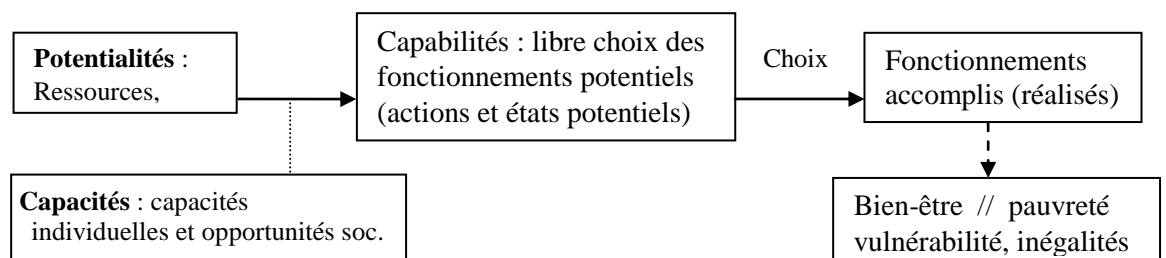 Potentialités :
Ressources,
Capabilités : libre choix des
fonctionnements potentiels
(actions et états potentiels)
Choix
Fonctionnements
accomplis (réalisés)
Capacités : capacités
individuelles et opportunités soc.
Bien-être // pauvreté
vulnérabilité, inégalités